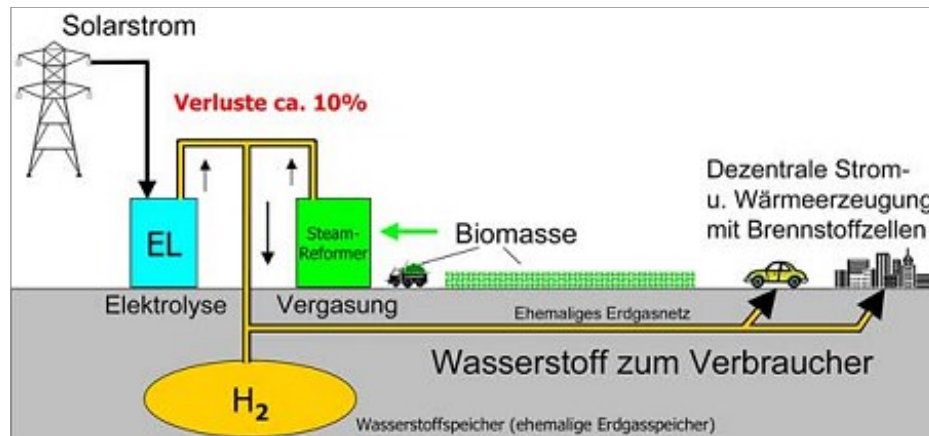 Solarstrom
Verluste ca. 10%
Dezentrale Strom-
u. Wärmeerzeugung
mit Brennstoffzellen
EL
Steam-
Reformer
Biomasse
Elektrolyse
Vergasung
Ehemaliges Erdgasnetz
Wasserstoff zum Verbraucher
H2
Wasserstoffspeicher (ehemalige Erdgasspeicher)